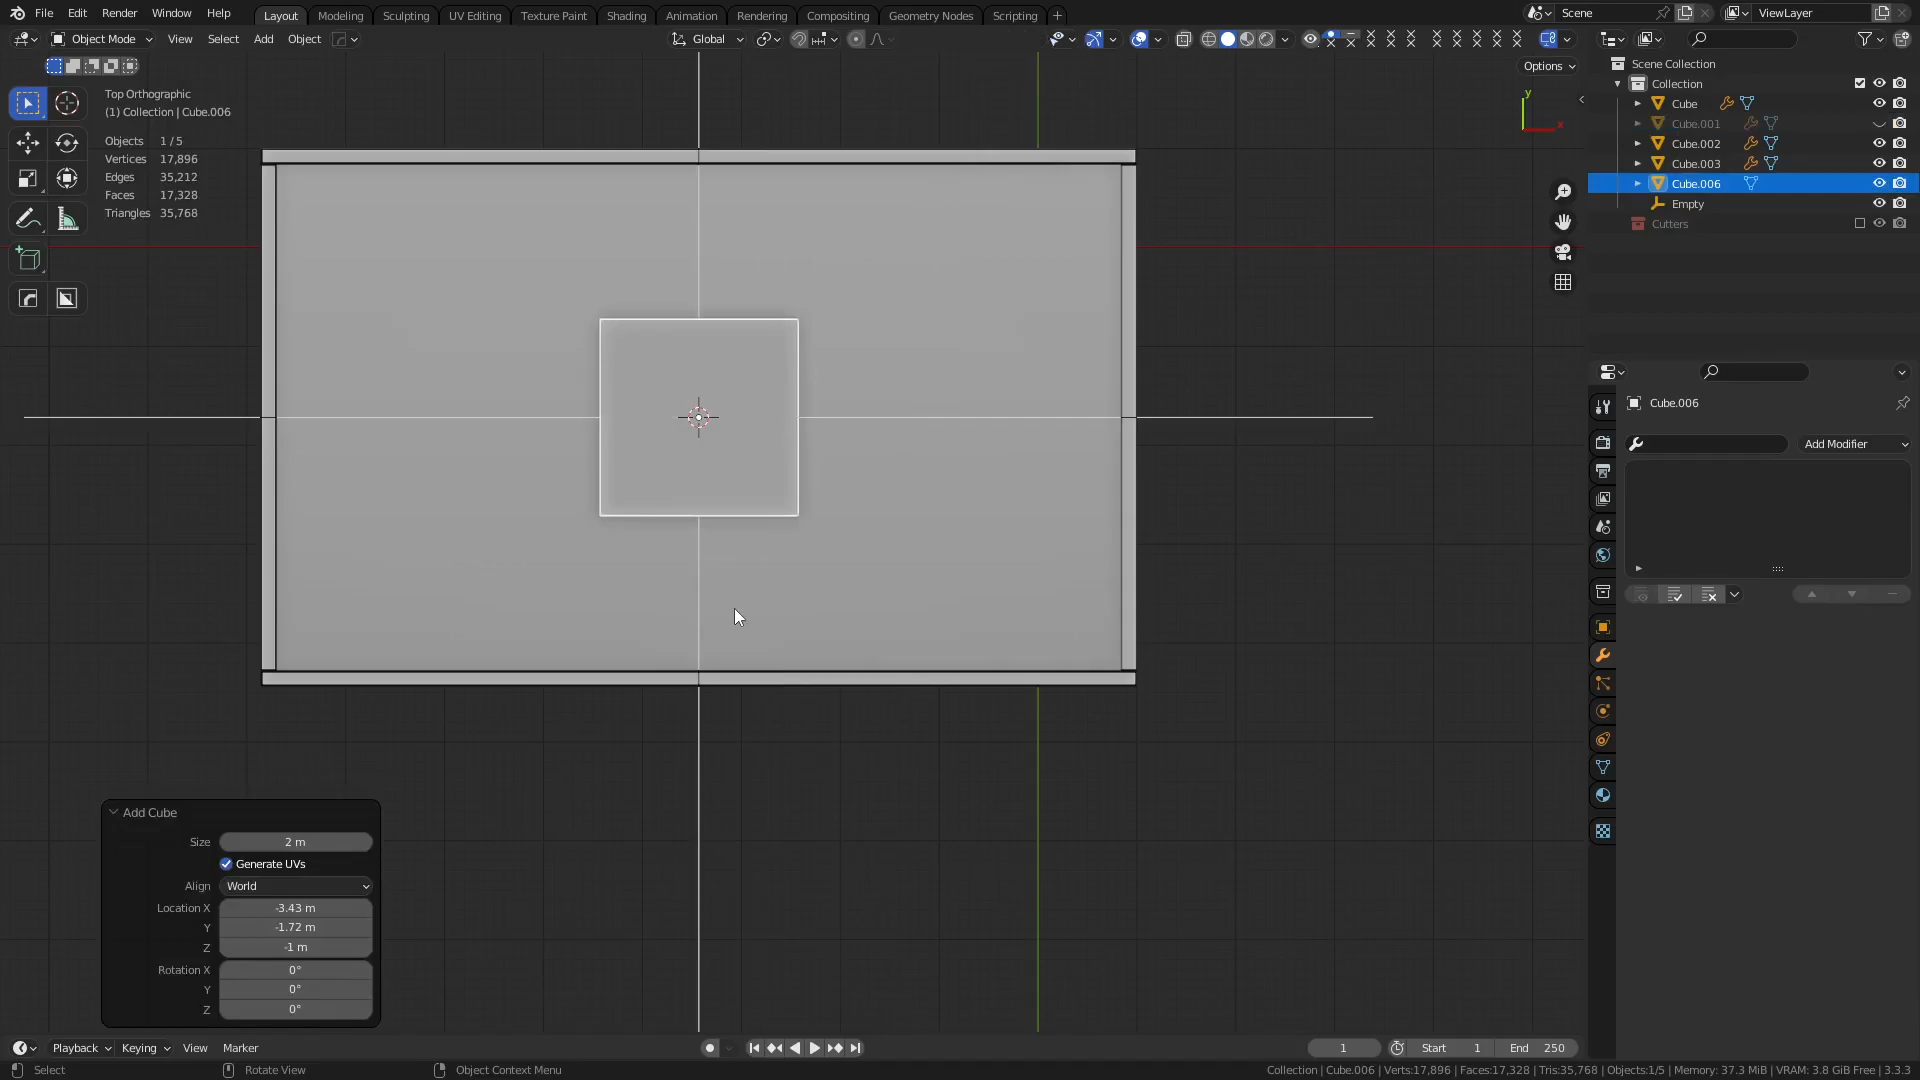 File Edit Render Window Help Layout Modeling Sculpting UV Editing Texture Paint Shading Animation Rendering Compositing Geometry Nodes Scripting + Scene ViewLayer
Object Mode View Select Add Object Global
Options
Top Orthographic
(1) Collection | Cube.006
Objects 1 / 5
Vertices 17,896
Edges 35,212
Faces 17,328
Triangles 35,768
y
x
Scene Collection
Collection
Cube
Cube.001
Cube.002
Cube.003
Cube.006
Empty
Cutters
Cube.006
Add Modifier
Add Cube
Size 2 m
Generate UVs
Align World
Location X -3.43 m
Y -1.72 m
Z -1 m
Rotation X 0°
Y 0°
Z 0°
Playback Keying View Marker 1 Start 1 End 250
Select Rotate View Object Context Menu Collection | Cube.006 | Verts:17,896 | Faces:17,328 | Tris:35,768 | Objects:1/5 | Memory: 37.3 MiB | VRAM: 3.8 GiB Free | 3.3.3